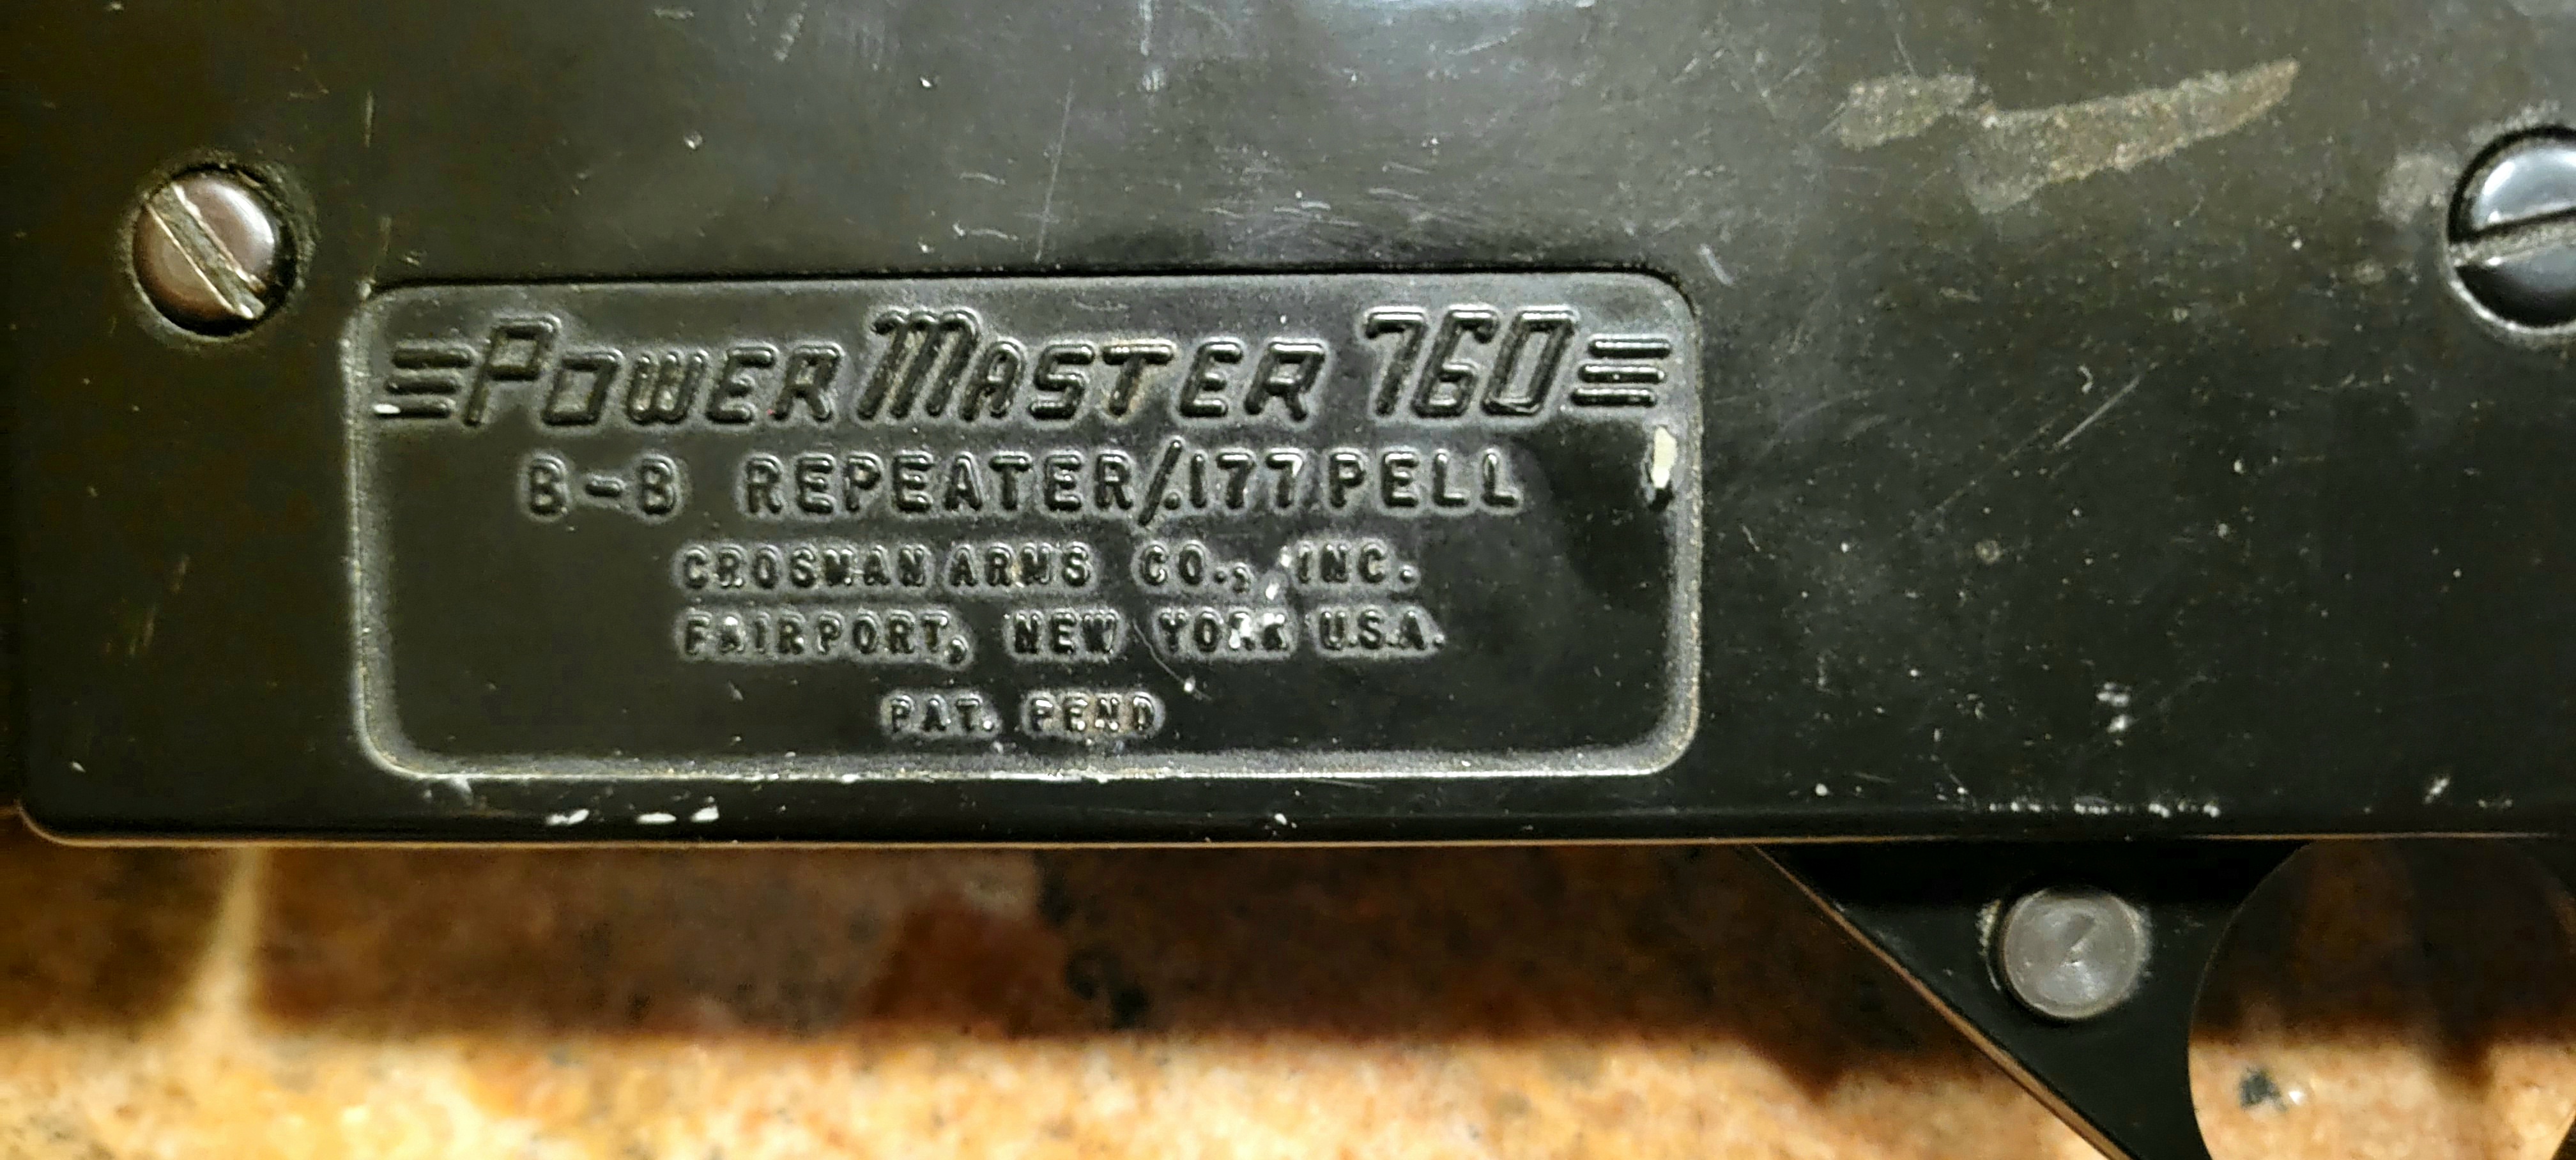 POWERMASTER 760
B-B REPEATER/.177 PELL
CROSMAN ARMS CO., INC.
FAIRPORT, NEW YORK U.S.A.
PAT. PEND